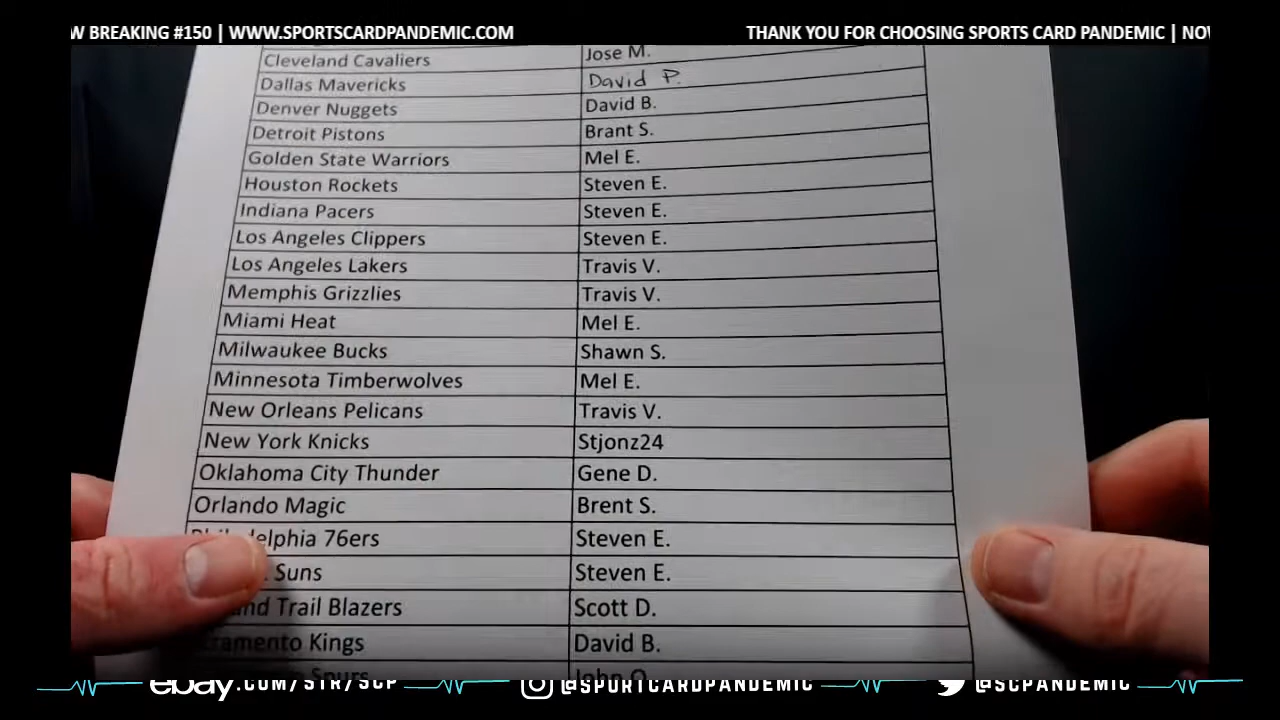 W BREAKING #150 | WWW.SPORTSCARDPANDEMIC.COM THANK YOU FOR CHOOSING SPORTS CARD PANDEMIC | NOV
Cleveland Cavaliers Jose M.
Dallas Mavericks David P.
Denver Nuggets David B.
Detroit Pistons Brant S.
Golden State Warriors Mel E.
Houston Rockets Steven E.
Indiana Pacers Steven E.
Los Angeles Clippers Steven E.
Los Angeles Lakers Travis V.
Memphis Grizzlies Travis V.
Miami Heat Mel E.
Milwaukee Bucks Shawn S.
Minnesota Timberwolves Mel E.
New Orleans Pelicans Travis V.
New York Knicks Stjonz24
Oklahoma City Thunder Gene D.
Orlando Magic Brent S.
Philadelphia 76ers Steven E.
Suns Steven E.
Trail Blazers Scott D.
Kings David B.
Spurs John O.
ebay.COM/STR/SCP @SPORTCARDPANDEMIC @SCPANDEMIC